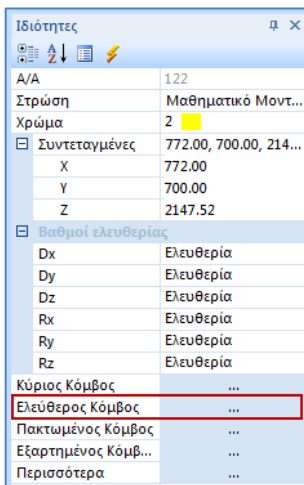 Ιδιότητες
Α/Α 122
Στρώση Μαθηματικό Μοντ...
Χρώμα 2
Συντεταγμένες 772.00, 700.00, 214...
X 772.00
Y 700.00
Z 2147.52
Βαθμοί ελευθερίας
Dx Ελευθερία
Dy Ελευθερία
Dz Ελευθερία
Rx Ελευθερία
Ry Ελευθερία
Rz Ελευθερία
Κύριος Κόμβος ...
Ελεύθερος Κόμβος ...
Πακτωμένος Κόμβος ...
Εξαρτημένος Κόμβ... ...
Περισσότερα ...